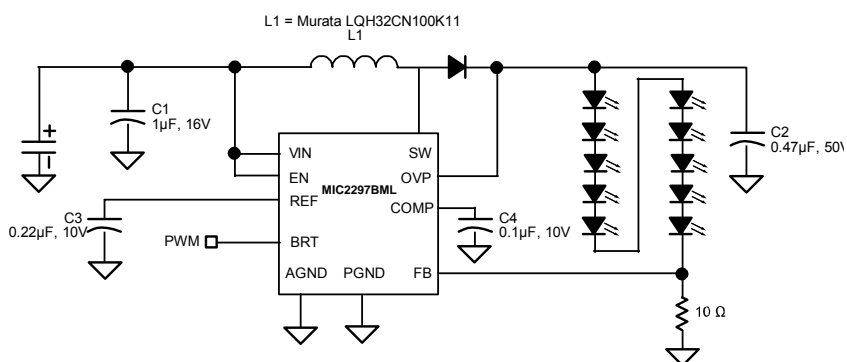 L1 = Murata LQH32CN100K11
L1
C1
1µF, 16V
+
VIN
SW
EN
OVP
MIC2297BML
REF
COMP
C2
0.47µF, 50V
C3
0.22µF, 10V
C4
0.1µF, 10V
PWM
BRT
AGND
PGND
FB
10 Ω